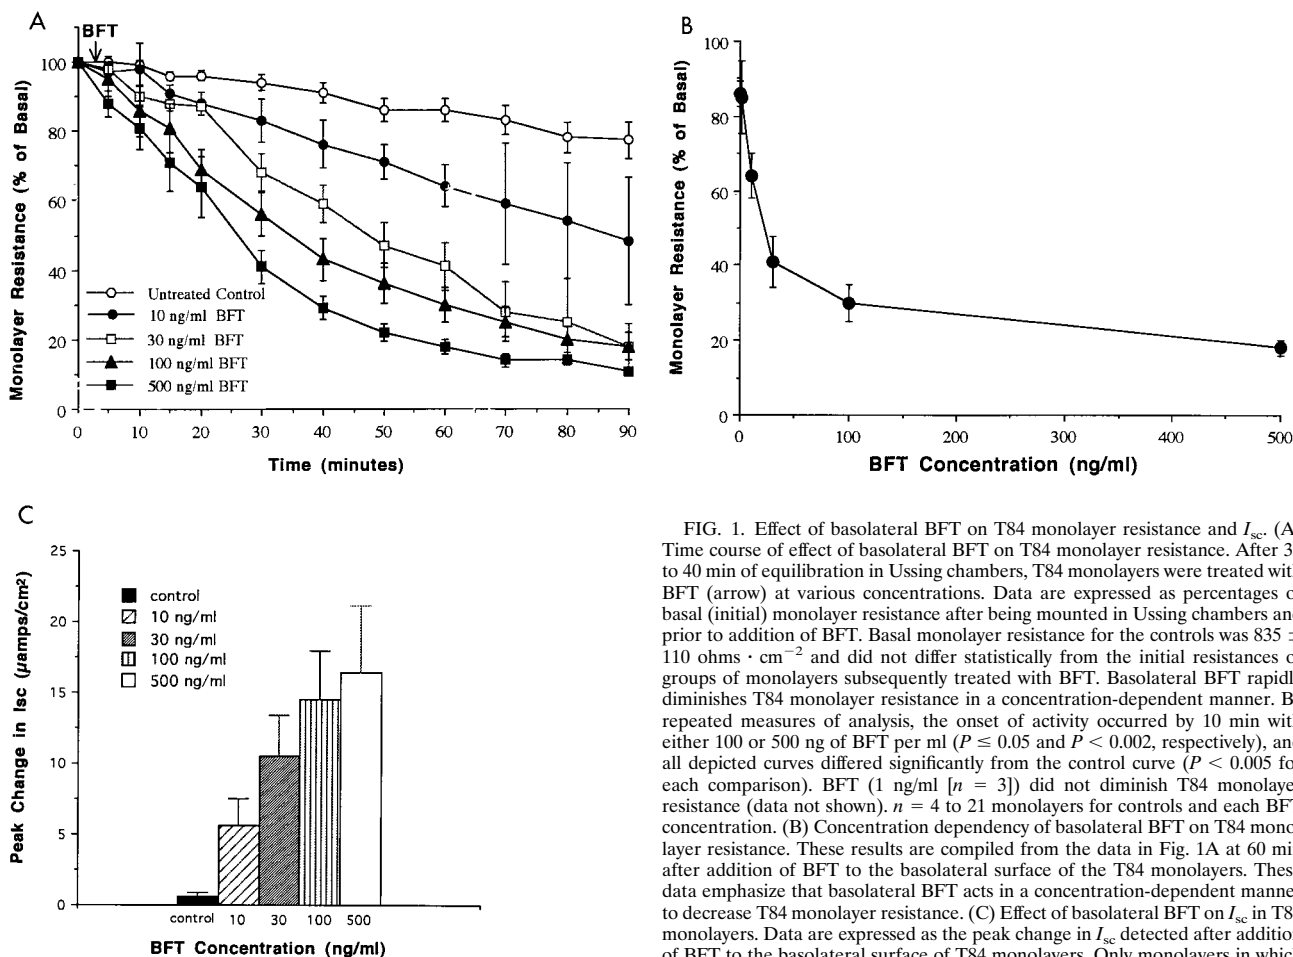 A
BFT
Monolayer Resistance (% of Basal)
100
80
60
40
20
0
Untreated Control
10 ng/ml BFT
30 ng/ml BFT
100 ng/ml BFT
500 ng/ml BFT
0 10 20 30 40 50 60 70 80 90
Time (minutes)
B
Monolayer Resistance (% of Basal)
100
80
60
40
20
0
0 100 200 300 400 500
BFT Concentration (ng/ml)
C
Peak Change in Isc (µamps/cm2)
25
20
15
10
5
0
control
10 ng/ml
30 ng/ml
100 ng/ml
500 ng/ml
control 10 30 100 500
BFT Concentration (ng/ml)
FIG. 1. Effect of basolateral BFT on T84 monolayer resistance and Isc. (A
Time course of effect of basolateral BFT on T84 monolayer resistance. After 3
to 40 min of equilibration in Ussing chambers, T84 monolayers were treated wit
BFT (arrow) at various concentrations. Data are expressed as percentages o
basal (initial) monolayer resistance after being mounted in Ussing chambers an
prior to addition of BFT. Basal monolayer resistance for the controls was 835 ±
110 ohms · cm−2 and did not differ statistically from the initial resistances o
groups of monolayers subsequently treated with BFT. Basolateral BFT rapidl
diminishes T84 monolayer resistance in a concentration-dependent manner. B
repeated measures of analysis, the onset of activity occurred by 10 min wit
either 100 or 500 ng of BFT per ml (P ≤ 0.05 and P < 0.002, respectively), an
all depicted curves differed significantly from the control curve (P < 0.005 fo
each comparison). BFT (1 ng/ml [n = 3]) did not diminish T84 monolaye
resistance (data not shown). n = 4 to 21 monolayers for controls and each BFT
concentration. (B) Concentration dependency of basolateral BFT on T84 mono
layer resistance. These results are compiled from the data in Fig. 1A at 60 mi
after addition of BFT to the basolateral surface of the T84 monolayers. Thes
data emphasize that basolateral BFT acts in a concentration-dependent manne
to decrease T84 monolayer resistance. (C) Effect of basolateral BFT on Isc in T8
monolayers. Data are expressed as the peak change in Isc detected after additio
of BFT to the basolateral surface of T84 monolayers. Only monolayers in which